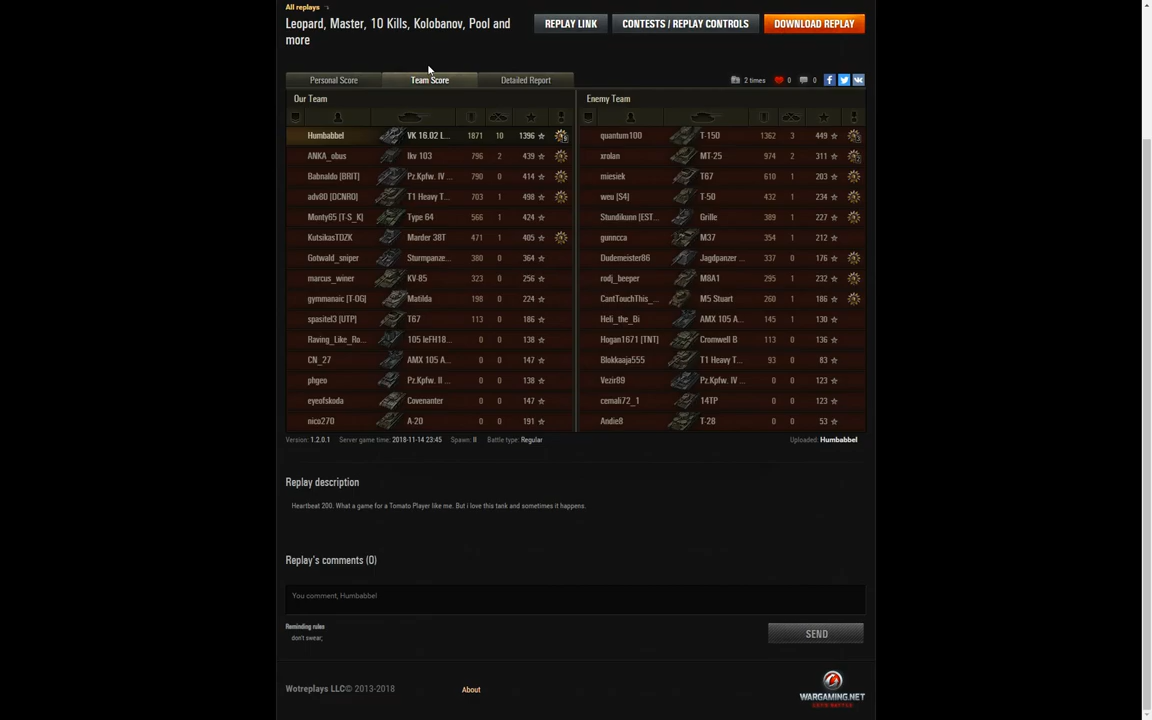 All replays
Leopard, Master, 10 Kills, Kolobanov, Pool and
more
REPLAY LINK
CONTESTS / REPLAY CONTROLS
DOWNLOAD REPLAY
Personal Score
Team Score
Detailed Report
2 times 0 0
Our Team
Enemy Team
Humbabbel VK 16.02 L... 1871 10 1396
ANKA_obus Ikv 103 796 2 439
Babnaldo [BRIT] Pz.Kpfw. IV ... 790 0 414
adv80 [DCNRO] T1 Heavy T... 703 1 498
Monty65 [T-S_K] Type 64 566 1 424
KutsikasTDZK Marder 38T 471 1 405
Gotwald_sniper Sturmpanze... 380 0 364
marcus_winer KV-85 323 0 256
gymmanaic [T-OG] Matilda 198 0 224
spasitel3 [UTP] T67 113 0 186
Raving_Like_Ro... 105 leFH18... 0 0 138
CN_27 AMX 105 A... 0 0 147
phgeo Pz.Kpfw. II ... 0 0 138
eyeofskoda Covenanter 0 0 147
nico270 A-20 0 0 191
quantum100 T-150 1362 3 449
xrolan MT-25 974 2 311
miesiek T67 610 1 203
weu [S4] T-50 432 1 234
Stundikunn [EST... Grille 389 1 227
gunncca M37 354 1 212
Dudemeister86 Jagdpanzer ... 337 0 176
rodj_beeper M8A1 295 1 232
CantTouchThis_... M5 Stuart 260 1 186
Heli_the_Bi AMX 105 A... 145 1 130
Hogan1671 [TNT] Cromwell B 113 0 136
Blokkaaja555 T1 Heavy T... 93 0 83
Vezir89 Pz.Kpfw. IV ... 0 0 123
cemali72_1 14TP 0 0 123
Andie8 T-28 0 0 53
Version: 1.2.0.1 Server game time: 2018-11-14 23:45 Spawn: II Battle type: Regular
Uploaded: Humbabbel
Replay description
Heartbeat 200. What a game for a Tomato Player like me. But i love this tank and sometimes it happens.
Replay's comments (0)
You comment, Humbabbel
Reminding rules
don't swear,
SEND
Wotreplays LLC© 2013-2018
About
WARGAMING.NET
LET'S BATTLE